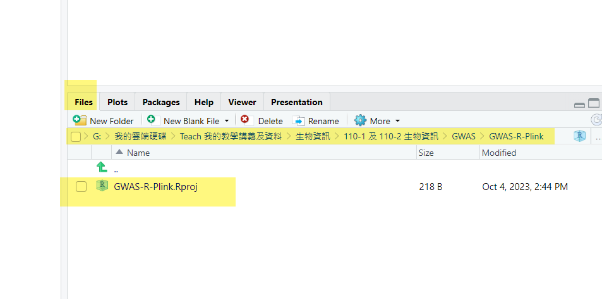 Files Plots Packages Help Viewer Presentation
New Folder New Blank File Delete Rename More
G: 我的雲端硬碟 Teach 我的教學講義及資料 生物資訊 110-1 及 110-2 生物資訊 GWAS GWAS-R-Plink ...
Name Size Modified
..
GWAS-R-Plink.Rproj 218 B Oct 4, 2023, 2:44 PM